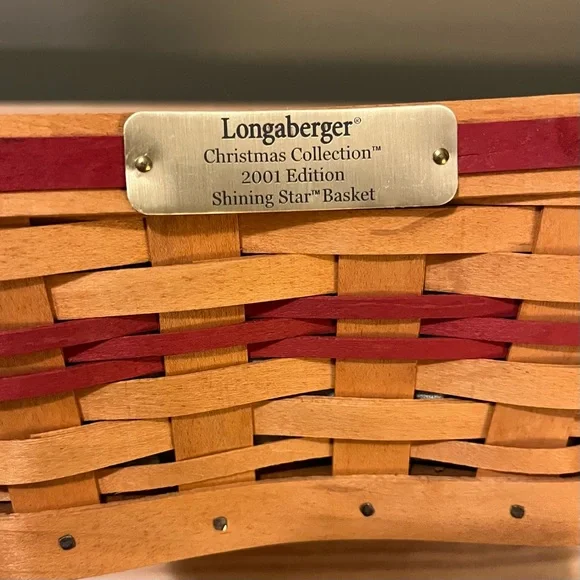 Longaberger®
Christmas Collection™
2001 Edition
Shining Star™ Basket